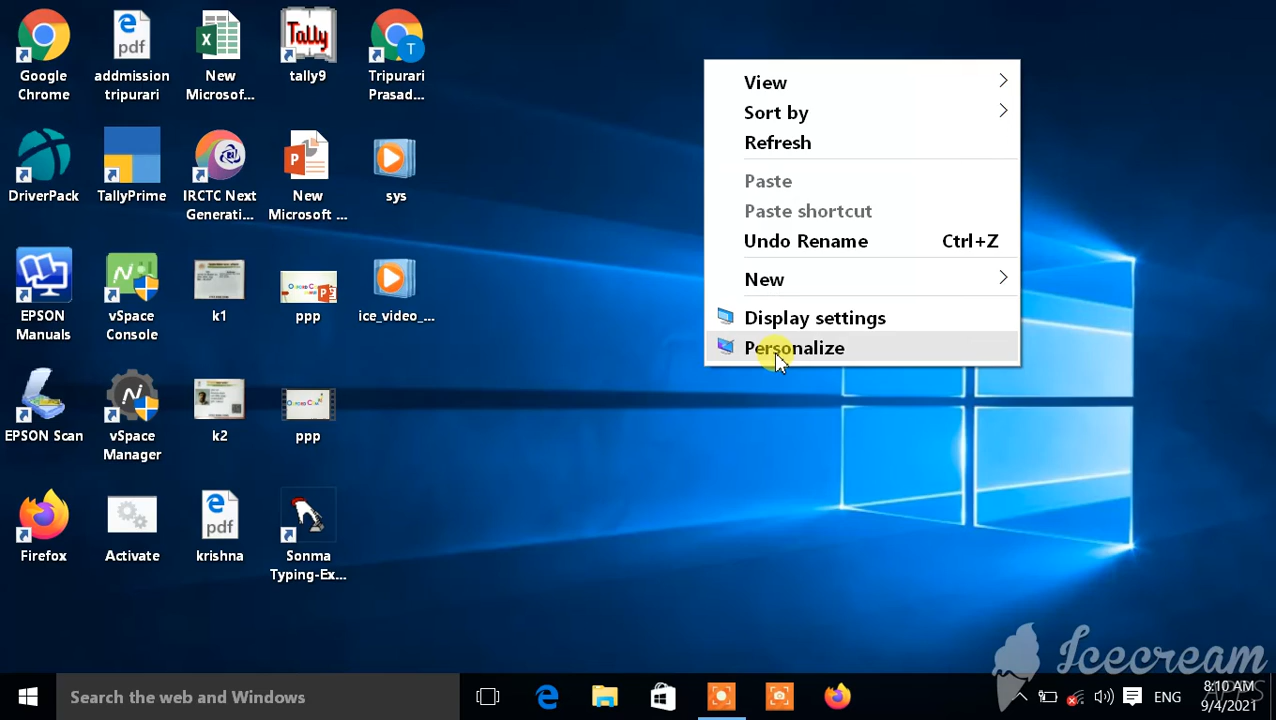 Google
Chrome
addmission
tripurari
New
Microsof...
Tally
tally9
T
Tripurari
Prasad...
DriverPack
TallyPrime
IRCTC Next
Generati...
New
Microsoft ...
sys
EPSON
Manuals
vSpace
Console
k1
ppp
ice_video_...
EPSON Scan
vSpace
Manager
k2
ppp
Firefox
Activate
pdf
krishna
Sonma
Typing-Ex...
pdf
View
Sort by
Refresh
Paste
Paste shortcut
Undo Rename Ctrl+Z
New
Display settings
Personalize
Icecream
Search the web and Windows
ENG
8:10 AM
9/4/2021